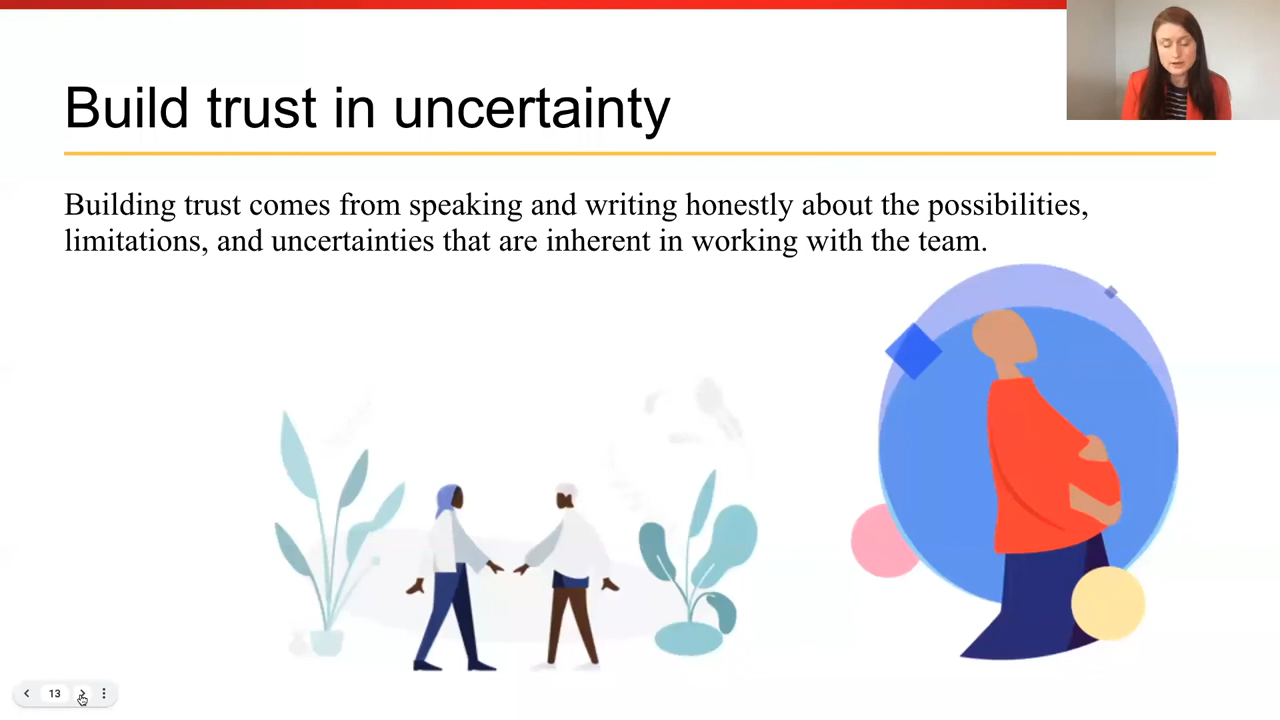 Build trust in uncertainty
Building trust comes from speaking and writing honestly about the possibilities,
limitations, and uncertainties that are inherent in working with the team.
13